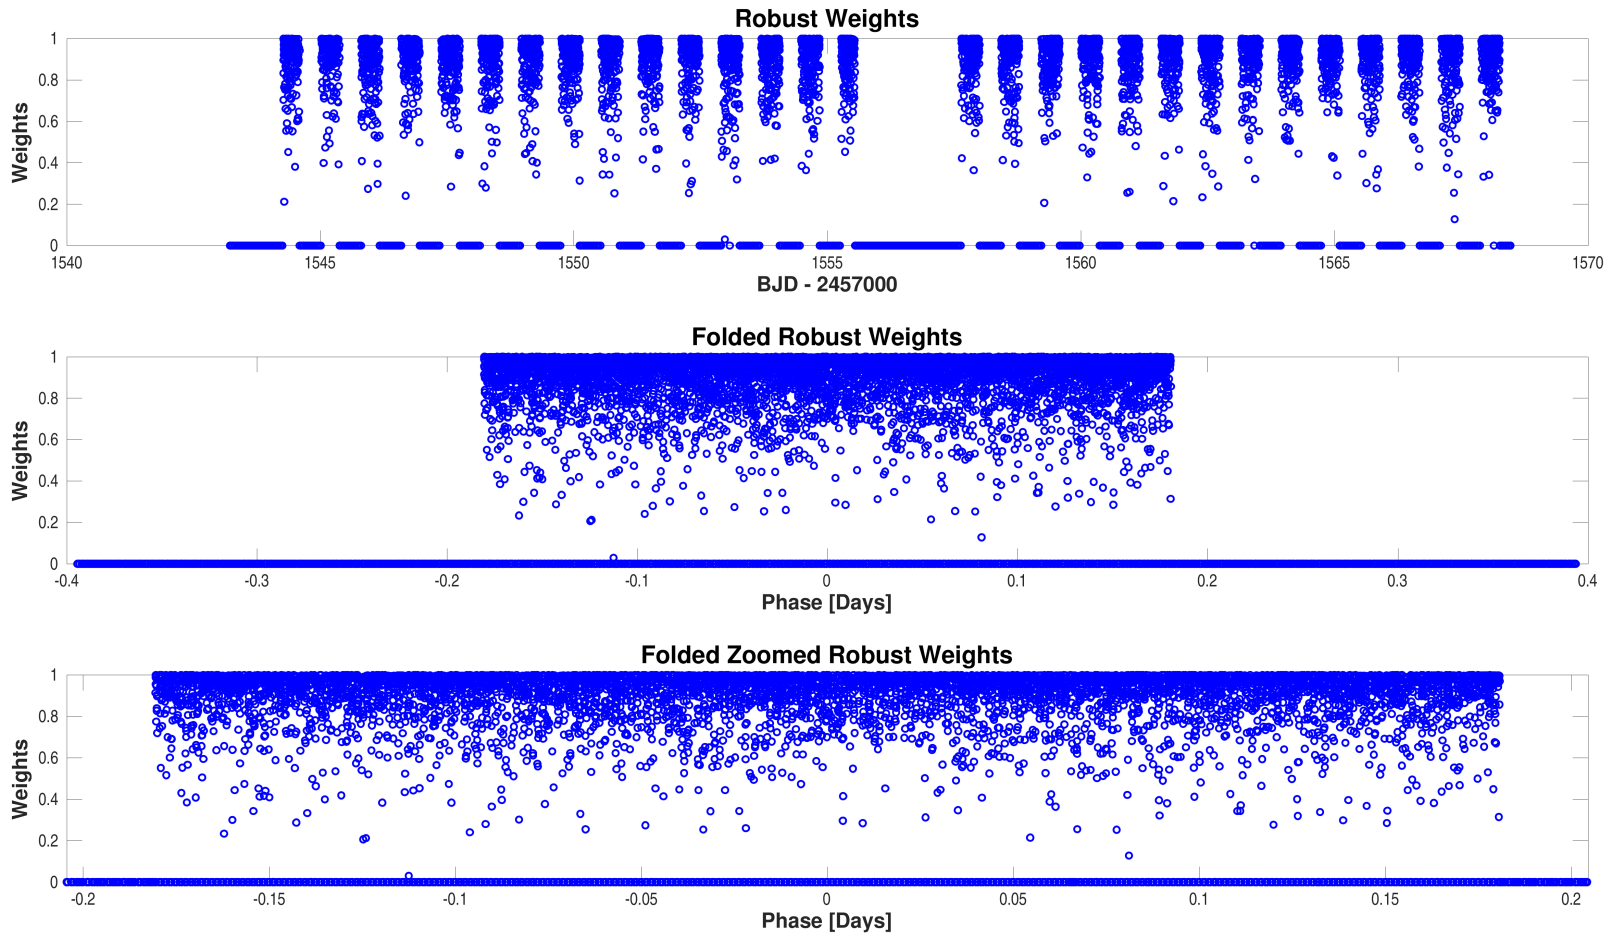 Robust Weights
1
0.8
0.6
0.4
0.2
0
Weights
1540 1545 1550 1555 1560 1565 1570
BJD - 2457000
Folded Robust Weights
1
0.8
0.6
0.4
0.2
0
Weights
-0.4 -0.3 -0.2 -0.1 0 0.1 0.2 0.3 0.4
Phase [Days]
Folded Zoomed Robust Weights
1
0.8
0.6
0.4
0.2
0
Weights
-0.2 -0.15 -0.1 -0.05 0 0.05 0.1 0.15 0.2
Phase [Days]